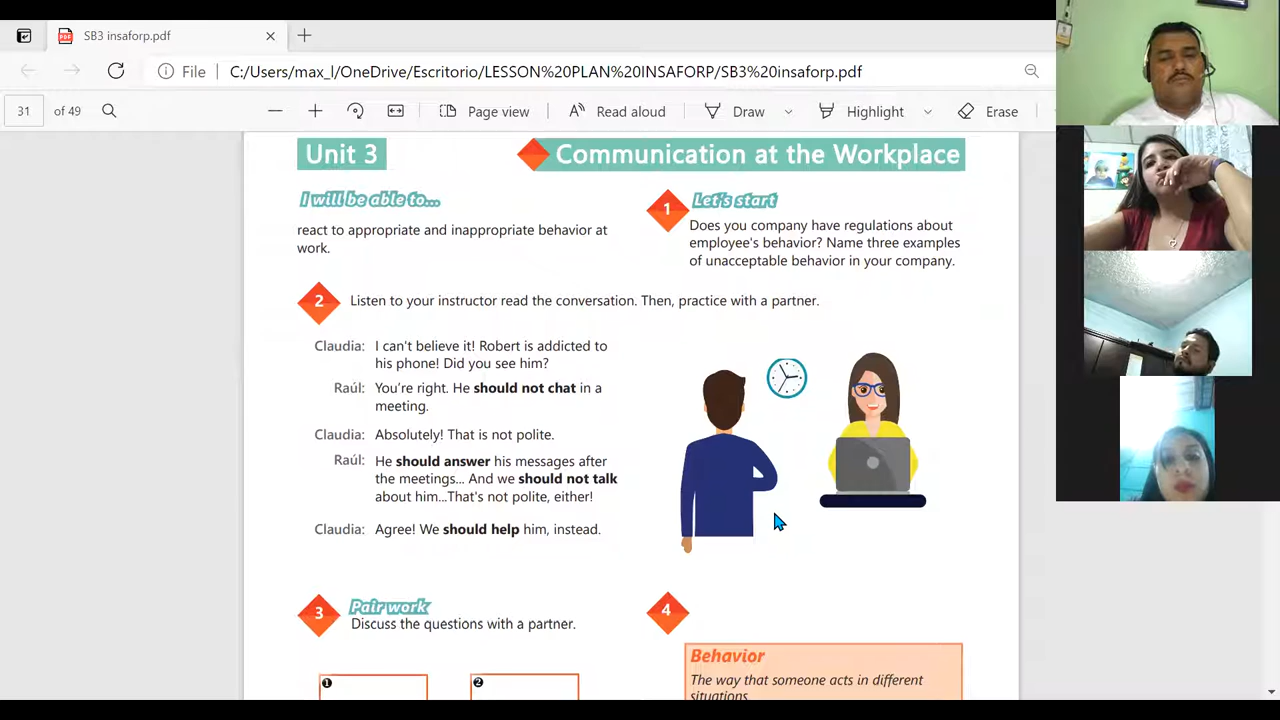 SB3 insaforp.pdf
File
C:/Users/max_l/OneDrive/Escritorio/LESSON%20PLAN%20INSAFORP/SB3%20insaforp.pdf
31 of 49
Page view
Read aloud
Draw
Highlight
Erase
Unit 3
Communication at the Workplace
I will be able to...
react to appropriate and inappropriate behavior at
work.
1 Let's start
Does you company have regulations about
employee's behavior? Name three examples
of unacceptable behavior in your company.
2 Listen to your instructor read the conversation. Then, practice with a partner.
Claudia: I can't believe it! Robert is addicted to
his phone! Did you see him?
Raúl: You're right. He should not chat in a
meeting.
Claudia: Absolutely! That is not polite.
Raúl: He should answer his messages after
the meetings... And we should not talk
about him...That's not polite, either!
Claudia: Agree! We should help him, instead.
3 Pair work
Discuss the questions with a partner.
1
2
4
Behavior
The way that someone acts in different
situations